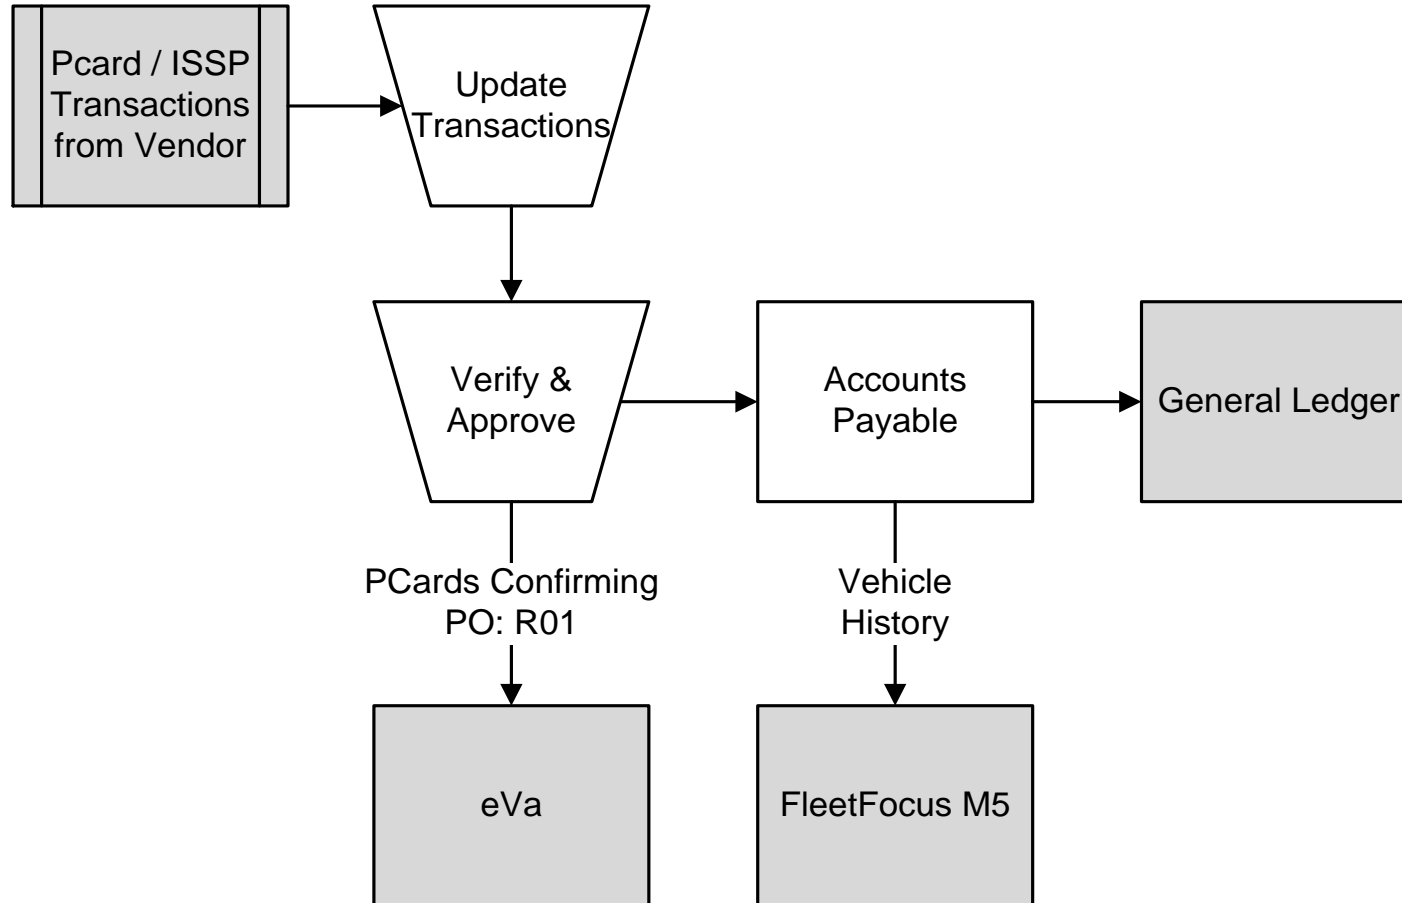 Pcard / ISSP
Transactions
from Vendor
Update
Transactions
Verify &
Approve
Accounts
Payable
General Ledger
PCards Confirming
PO: R01
Vehicle
History
eVa
FleetFocus M5